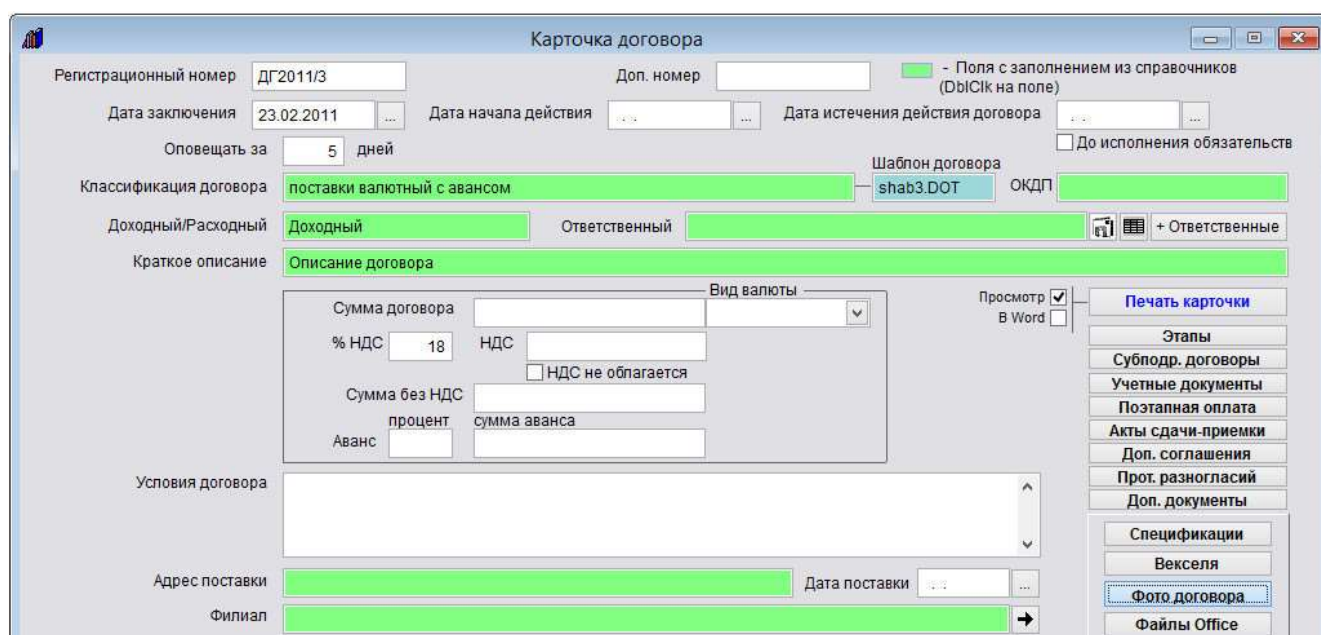 Карточка договора
Регистрационный номер ДГ2011/3 Доп. номер - Поля с заполнением из справочников
(DblClk на поле)
Дата заключения 23.02.2011 ... Дата начала действия . . ... Дата истечения действия договора . . ...
Оповещать за 5 дней До исполнения обязательств
Шаблон договора
Классификация договора поставки валютный с авансом shab3.DOT ОКДП
Доходный/Расходный Доходный Ответственный + Ответственные
Краткое описание Описание договора
Вид валюты
Сумма договора Просмотр Печать карточки
В Word
% НДС 18 НДС Этапы
НДС не облагается Субподр. договоры
Сумма без НДС Учетные документы
процент сумма аванса Поэтапная оплата
Аванс Акты сдачи-приемки
Доп. соглашения
Условия договора Прот. разногласий
Доп. документы
Спецификации
Векселя
Адрес поставки Дата поставки . . ... Фото договора
Филиал Файлы Office